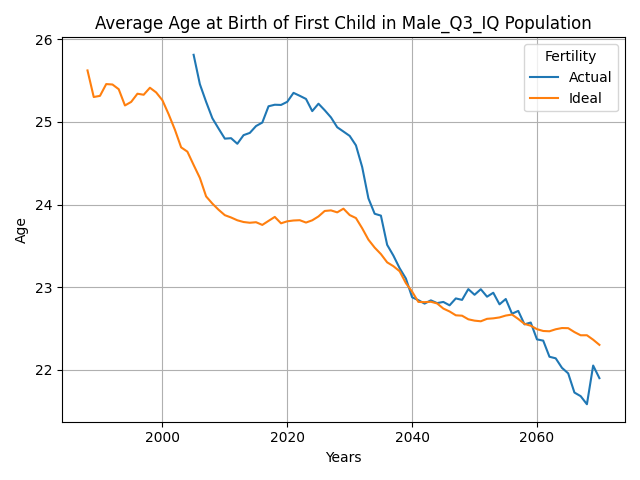 Average Age at Birth of First Child in Male_Q3_IQ Population
26
25
24
23
22
Age
Fertility
Actual
Ideal
2000
2020
2040
2060
Years